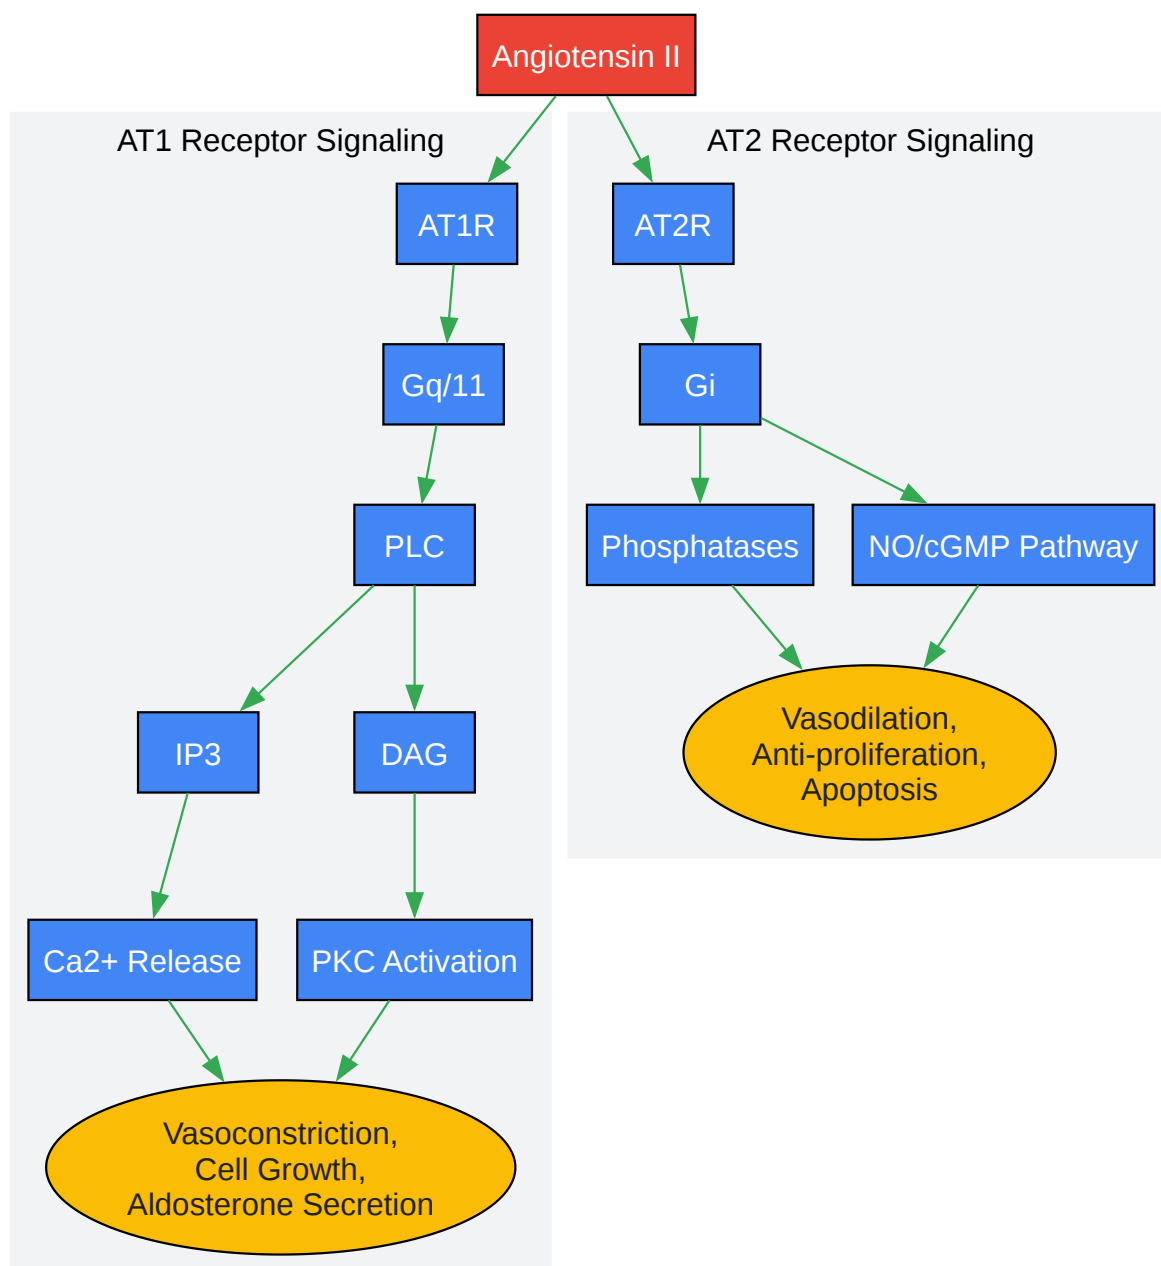 Angiotensin II
AT1 Receptor Signaling
AT1R
Gq/11
PLC
IP3
DAG
Ca2+ Release
PKC Activation
Vasoconstriction,
Cell Growth,
Aldosterone Secretion
AT2 Receptor Signaling
AT2R
Gi
Phosphatases
NO/cGMP Pathway
Vasodilation,
Anti-proliferation,
Apoptosis